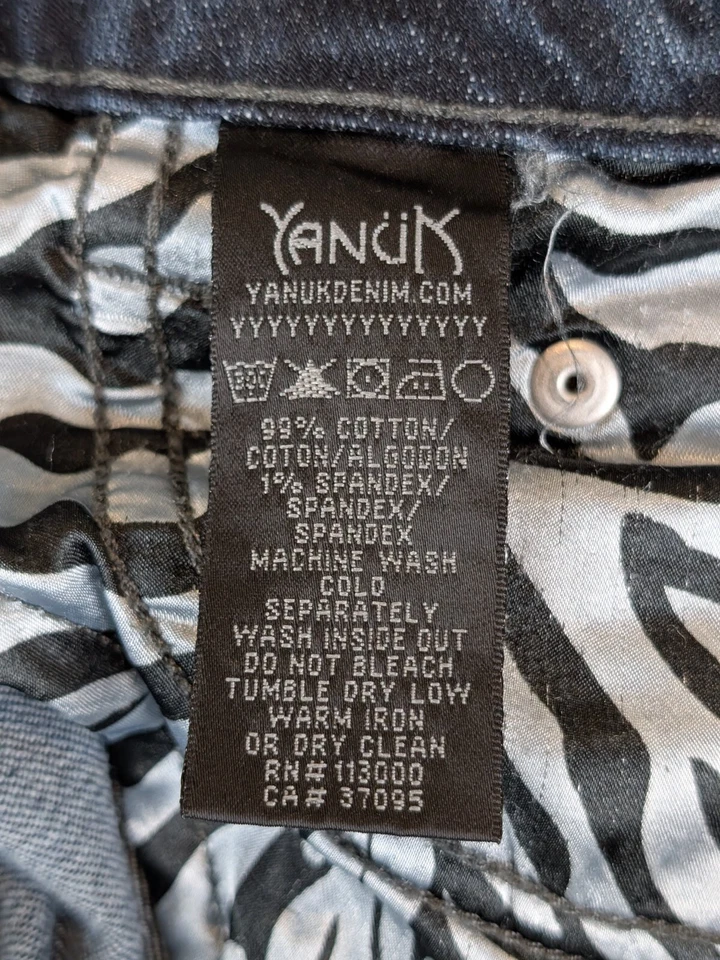 YANÜK
YANUKDENIM.COM
YYYYYYYYYYYYYY
99% COTTON/
COTON/ALGODON
1% SPANDEX/
SPANDEX/
SPANDEX
MACHINE WASH
COLD
SEPARATELY
WASH INSIDE OUT
DO NOT BLEACH
TUMBLE DRY LOW
WARM IRON
OR DRY CLEAN
RN# 113000
CA# 37095